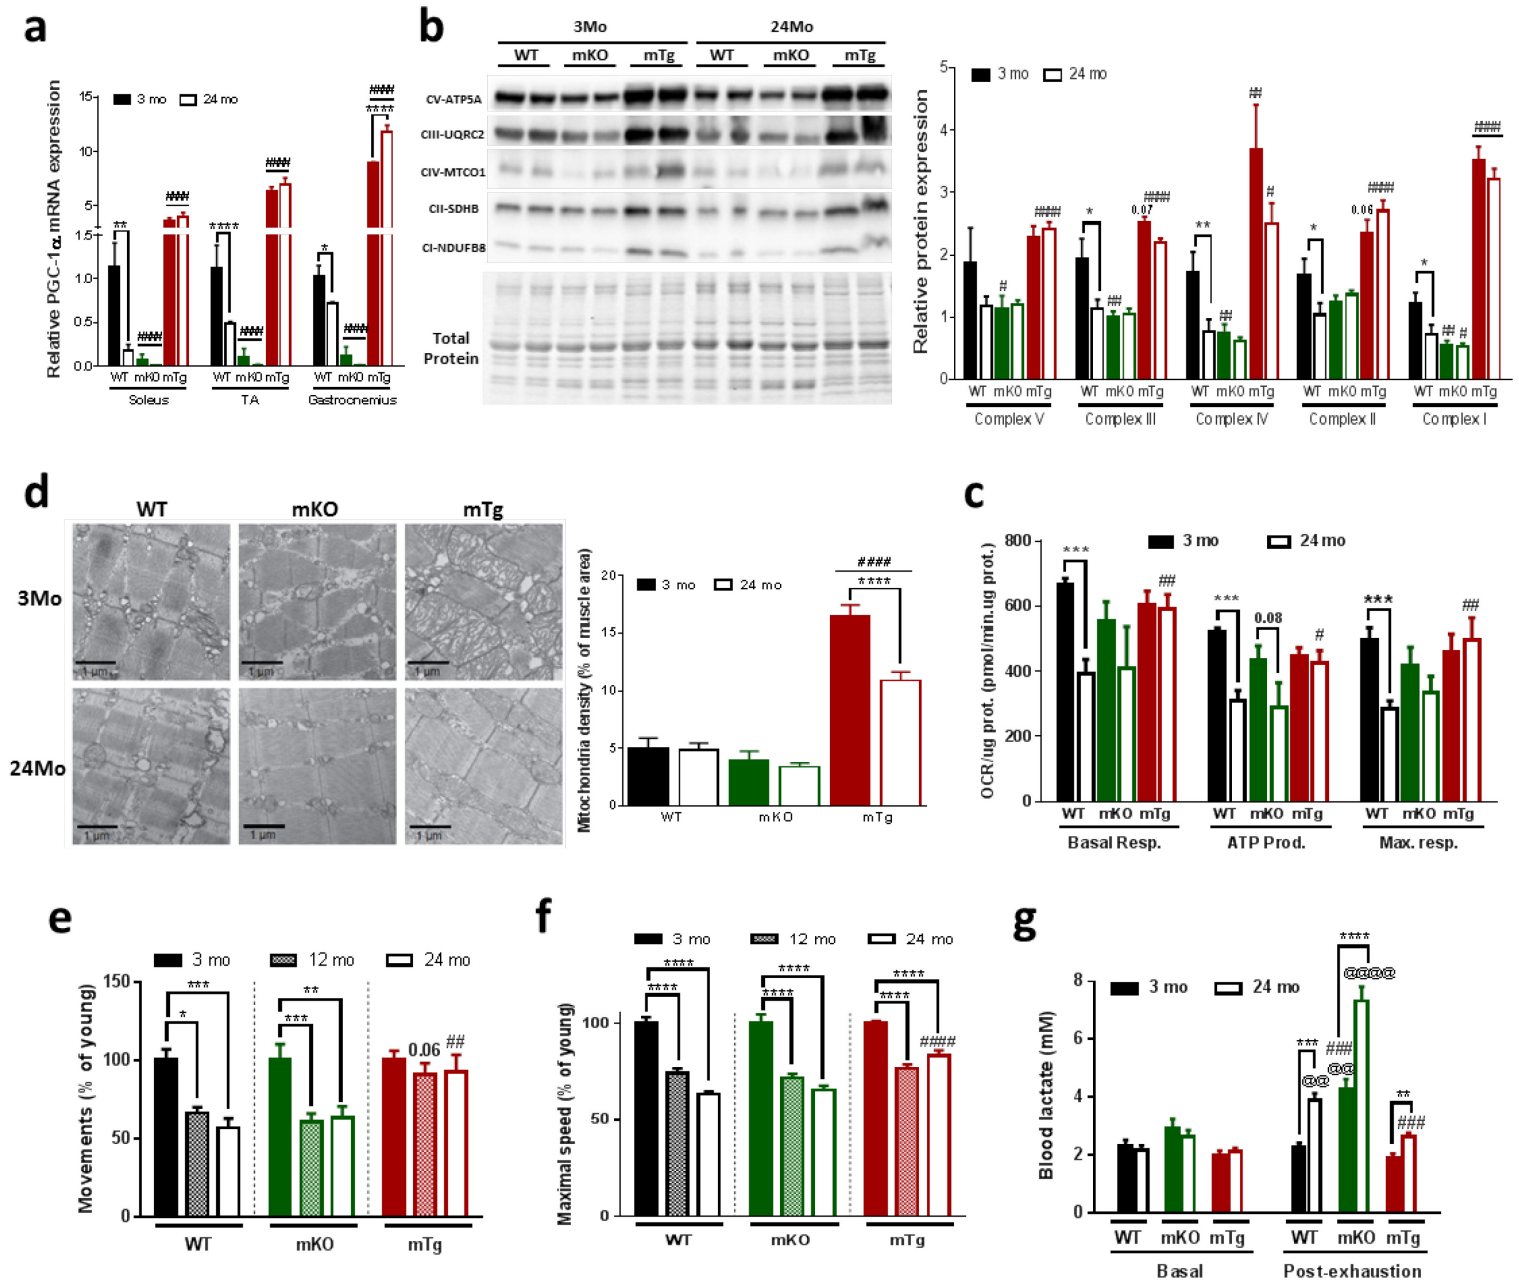 a
Relative PGC-1α mRNA expression
3 mo 24 mo
15
10
5
1.5
1.0
0.5
0.0
** #### **** #### * #### #### ****
WT mKO mTg WT mKO mTg WT mKO mTg
Soleus TA Gastrocnemius
b
3Mo 24Mo
WT mKO mTg WT mKO mTg
CV-ATP5A
CIII-UQRC2
CIV-MTCO1
CII-SDHB
CI-NDUFB8
Total
Protein
Relative protein expression
3 mo 24 mo
5
4
3
2
1
0
# #### * ## 0.07 #### ** ## ## # * 0.06 #### * ## # ####
WT mKO mTg WT mKO mTg WT mKO mTg WT mKO mTg WT mKO mTg
Complex V Complex III Complex IV Complex II Complex I
d
WT mKO mTg
3Mo
1 μm 1 μm 1 μm
24Mo
1 μm 1 μm 1 μm
Mitochondria density (% of muscle area)
3 mo 24 mo
20
15
10
5
0
####
****
WT mKO mTg
c
OCR/ug prot. (pmol/min.ug prot.)
3 mo 24 mo
800
600
400
200
0
*** ## *** 0.08 # *** ##
WT mKO mTg WT mKO mTg WT mKO mTg
Basal Resp. ATP Prod. Max. resp.
e
Movements (% of young)
3 mo 12 mo 24 mo
150
100
50
0
*** * ** *** 0.06 ##
WT mKO mTg
f
Maximal speed (% of young)
3 mo 12 mo 24 mo
100
50
0
**** **** **** **** **** **** ####
WT mKO mTg
g
Blood lactate (mM)
3 mo 24 mo
8
6
4
2
0
*** @@ ### @@ **** @@@@ ** ###
WT mKO mTg WT mKO mTg
Basal Post-exhaustion